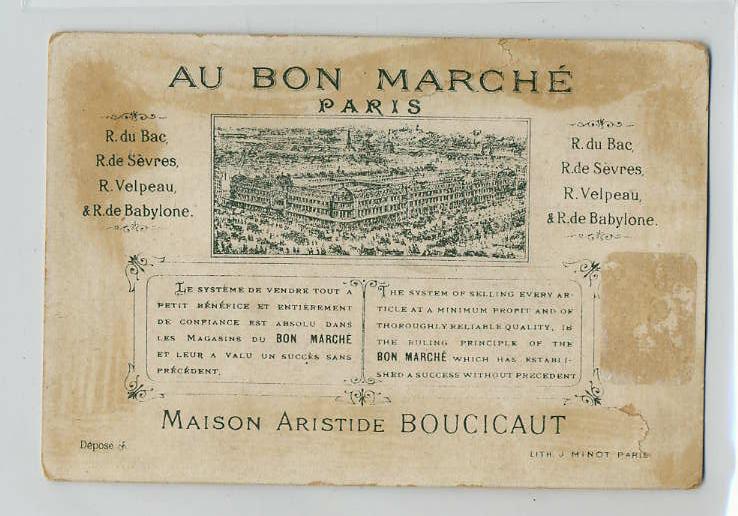 AU BON MARCHÉ
PARIS
R. du Bac,
R. de Sèvres,
R. Velpeau,
& R. de Babylone.
R. du Bac,
R. de Sèvres,
R. Velpeau,
& R. de Babylone.
LE SYSTÈME DE VENDRE TOUT A
PETIT BÉNÉFICE ET ENTIÈREMENT
DE CONFIANCE EST ABSOLU DANS
LES MAGASINS DU BON MARCHÉ
ET LEUR A VALU UN SUCCÈS SANS
PRÉCÉDENT.
THE SYSTEM OF SELLING EVERY AR-
TICLE AT A MINIMUM PROFIT AND OF
THOROUGHLY RELIABLE QUALITY, IS
THE RULING PRINCIPLE OF THE
BON MARCHÉ WHICH HAS ESTABLI-
SHED A SUCCESS WITHOUT PRECEDENT
MAISON ARISTIDE BOUCICAUT
Déposé
LITH. J. MINOT PARIS